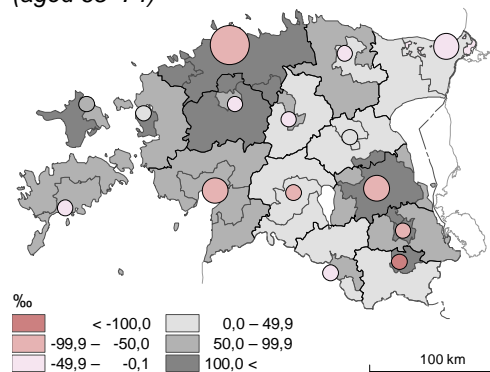 (aged 65–74)
‰
< -100,0 0,0 – 49,9
-99,9 – -50,0 50,0 – 99,9
-49,9 – -0,1 100,0 <
100 km